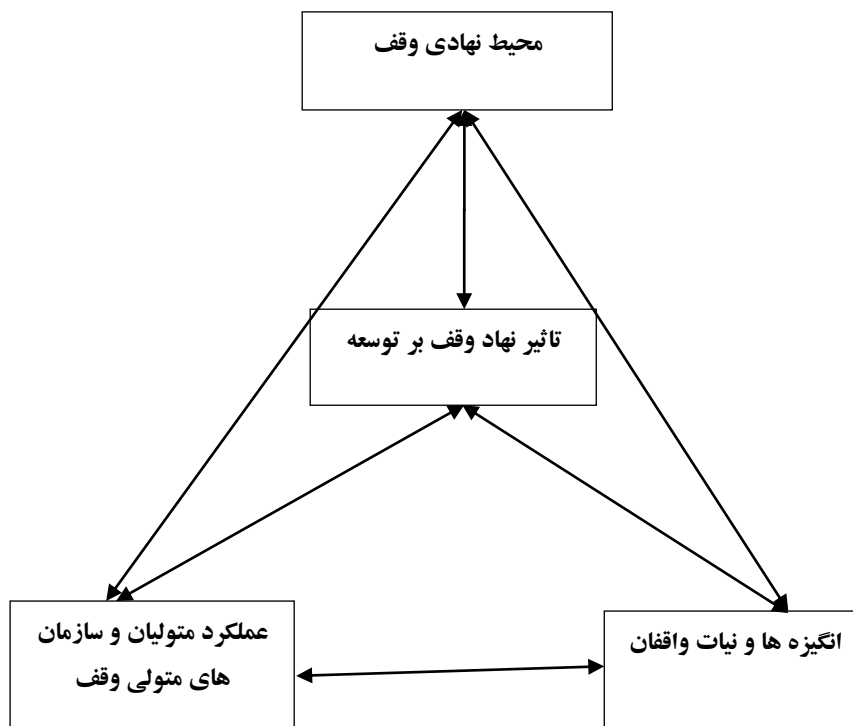 محیط نهادی وقف
تاثیر نهاد وقف بر توسعه
عملکرد متولیان و سازمان
های متولی وقف
انگیزه ها و نیات واقفان